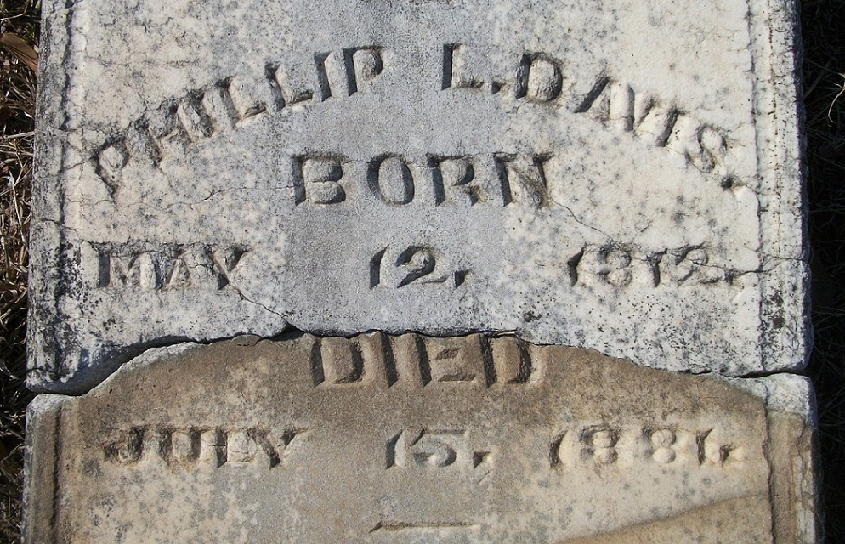 PHILLIP L. DAVIS.
BORN
MAY 12, 1812.
DIED
JULY 15, 1881.